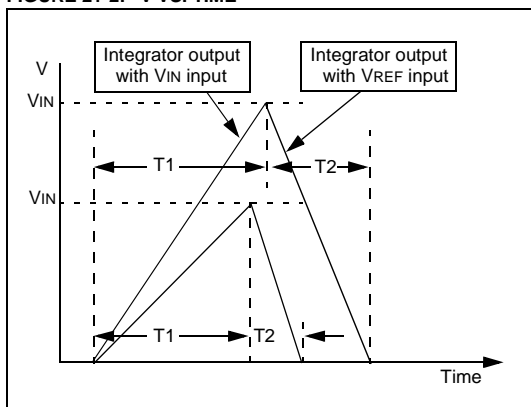 FIGURE V VS. TIME
Integrator output
with VIN input
Integrator output
with VREF input
V
VIN
T1
T2
VIN
T1
T2
Time